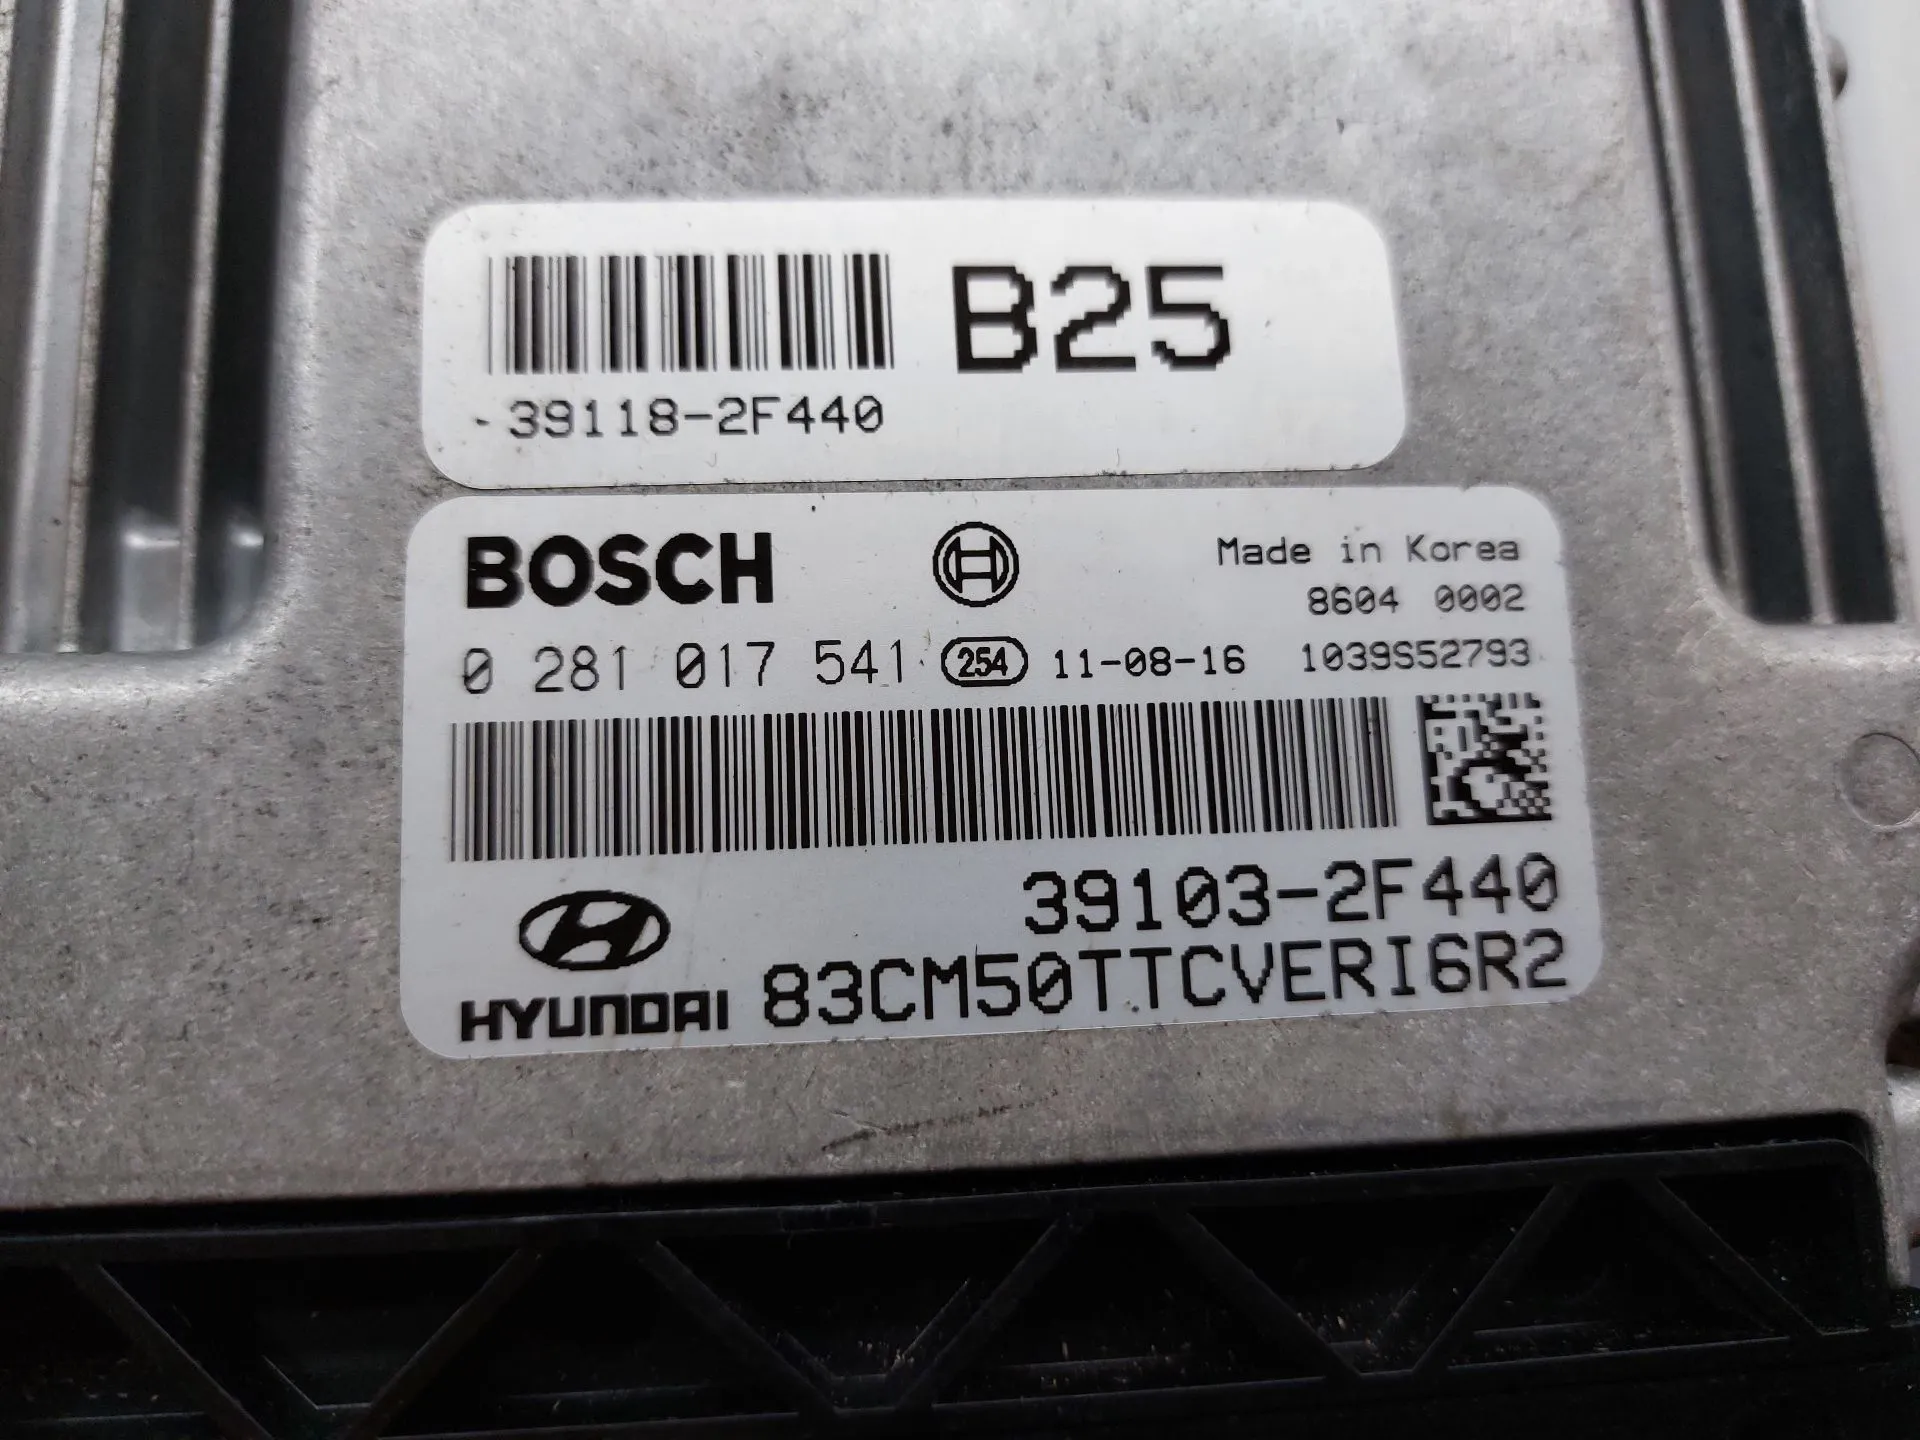 B25
39118-2F440
BOSCH
Made in Korea
8604 0002
0 281 017 541 254 11-08-16 1039S52793
39103-2F440
HYUNDAI 83CM50TTCVERI6R2